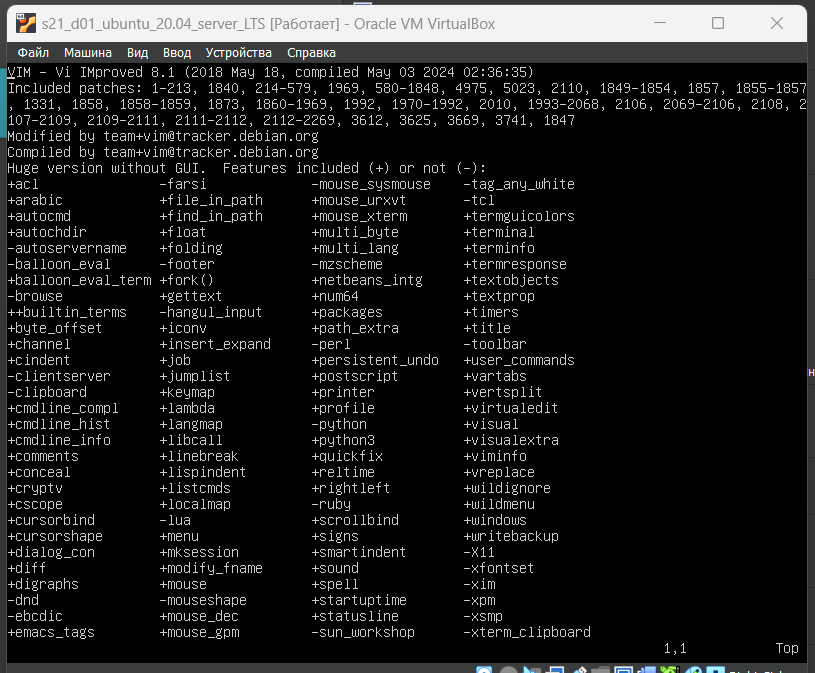 s21_d01_ubuntu_20.04_server_LTS [Работает] - Oracle VM VirtualBox
Файл Машина Вид Ввод Устройства Справка
VIM - Vi IMproved 8.1 (2018 May 18, compiled May 03 2024 02:36:35)
Included patches: 1-213, 1840, 214-579, 1969, 580-1848, 4975, 5023, 2110, 1849-1854, 1857, 1855-1857
, 1331, 1858, 1858-1859, 1873, 1860-1969, 1992, 1970-1992, 2010, 1993-2068, 2106, 2069-2106, 2108, 2
107-2109, 2109-2111, 2111-2112, 2112-2269, 3612, 3625, 3669, 3741, 1847
Modified by team+vim@tracker.debian.org
Compiled by team+vim@tracker.debian.org
Huge version without GUI.  Features included (+) or not (-):
+acl -farsi -mouse_sysmouse -tag_any_white
+arabic +file_in_path +mouse_urxvt -tcl
+autocmd +find_in_path +mouse_xterm +termguicolors
+autochdir +float +multi_byte +terminal
-autoservername +folding +multi_lang +terminfo
-balloon_eval -footer -mzscheme +termresponse
+balloon_eval_term +fork() +netbeans_intg +textobjects
-browse +gettext +num64 +textprop
++builtin_terms -hangul_input +packages +timers
+byte_offset +iconv +path_extra +title
+channel +insert_expand -perl -toolbar
+cindent +job +persistent_undo +user_commands
-clientserver +jumplist +postscript +vartabs
-clipboard +keymap +printer +vertsplit
+cmdline_compl +lambda +profile +virtualedit
+cmdline_hist +langmap -python +visual
+cmdline_info +libcall +python3 +visualextra
+comments +linebreak +quickfix +viminfo
+conceal +lispindent +reltime +vreplace
+cryptv +listcmds +rightleft +wildignore
+cscope +localmap -ruby +wildmenu
+cursorbind -lua +scrollbind +windows
+cursorshape +menu +signs +writebackup
+dialog_con +mksession +smartindent -X11
+diff +modify_fname +sound -xfontset
+digraphs +mouse +spell -xim
-dnd -mouseshape +startuptime -xpm
-ebcdic +mouse_dec +statusline -xsmp
+emacs_tags +mouse_gpm -sun_workshop -xterm_clipboard
1,1 Top